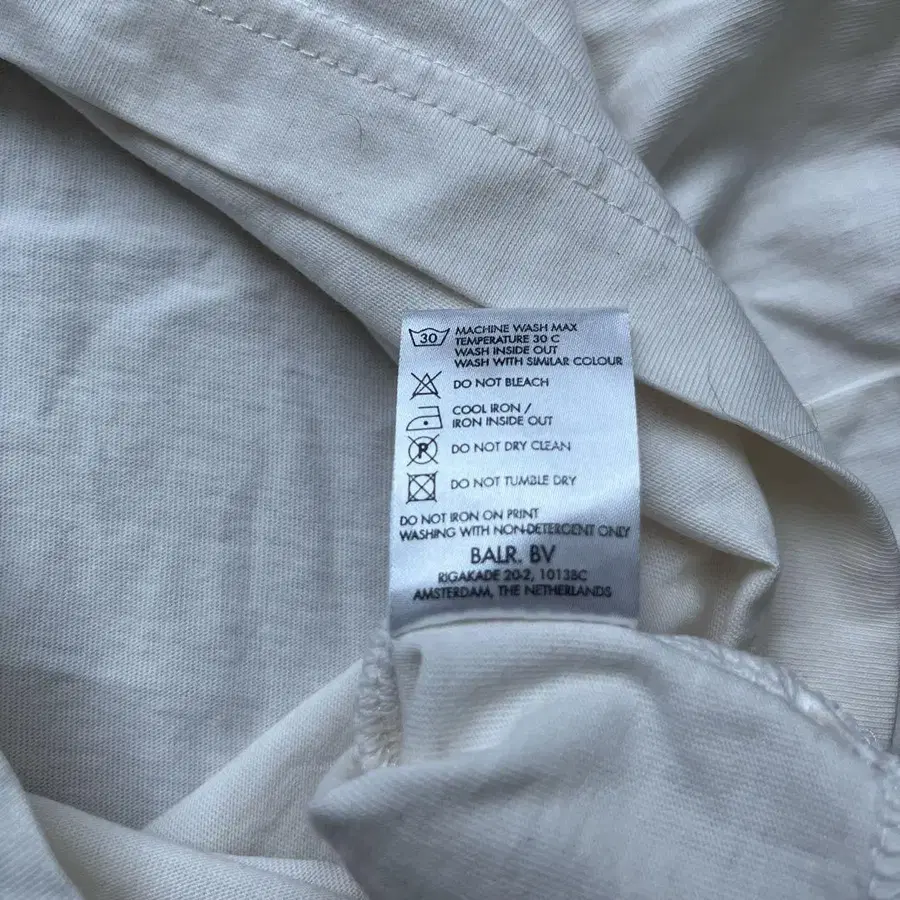 30
MACHINE WASH MAX
TEMPERATURE 30 C
WASH INSIDE OUT
WASH WITH SIMILAR COLOUR
DO NOT BLEACH
COOL IRON /
IRON INSIDE OUT
P
DO NOT DRY CLEAN
DO NOT TUMBLE DRY
DO NOT IRON ON PRINT
WASHING WITH NON-DETERGENT ONLY
BALR. BV
RIGAKADE 20-2, 1013BC
AMSTERDAM, THE NETHERLANDS